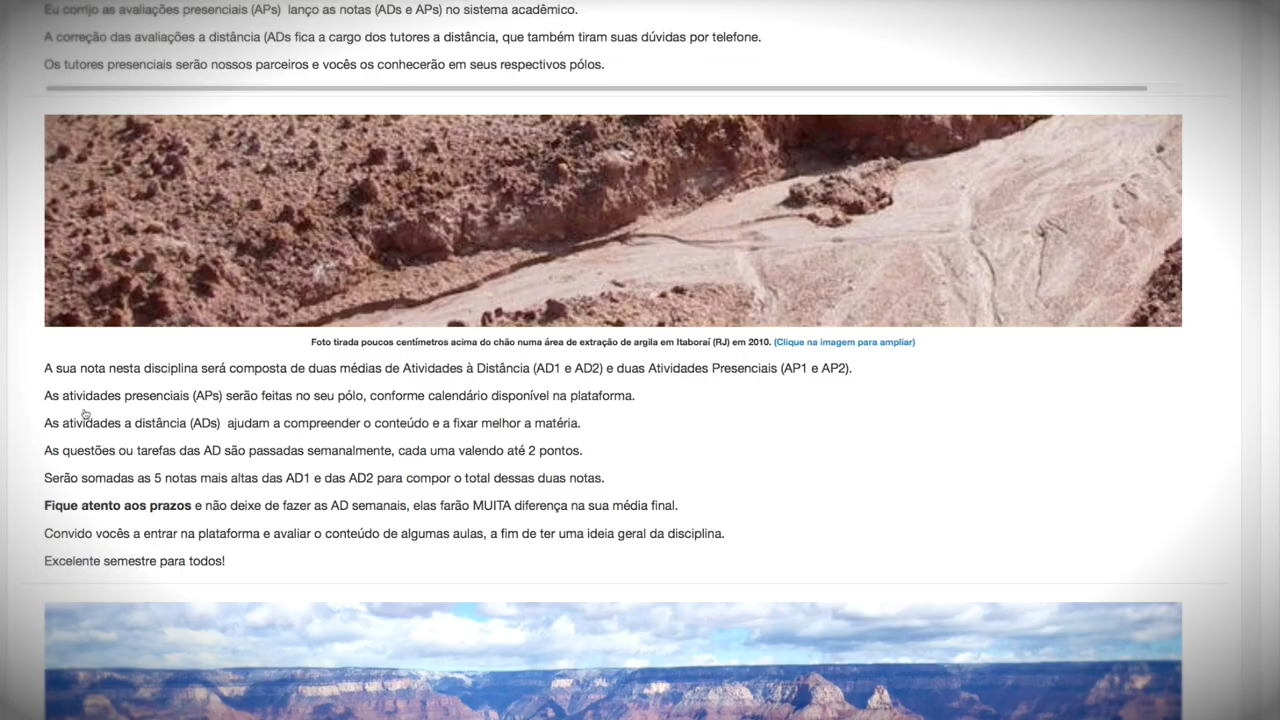 Eu corrijo as avaliações presenciais (APs)  lanço as notas (ADs e APs) no sistema acadêmico.
A correção das avaliações a distância (ADs fica a cargo dos tutores a distância, que também tiram suas dúvidas por telefone.
Os tutores presenciais serão nossos parceiros e vocês os conhecerão em seus respectivos pólos.
Foto tirada poucos centímetros acima do chão numa área de extração de argila em Itaboraí (RJ) em 2010. (Clique na imagem para ampliar)
A sua nota nesta disciplina será composta de duas médias de Atividades à Distância (AD1 e AD2) e duas Atividades Presenciais (AP1 e AP2).
As atividades presenciais (APs) serão feitas no seu pólo, conforme calendário disponível na plataforma.
As atividades a distância (ADs)  ajudam a compreender o conteúdo e a fixar melhor a matéria.
As questões ou tarefas das AD são passadas semanalmente, cada uma valendo até 2 pontos.
Serão somadas as 5 notas mais altas das AD1 e das AD2 para compor o total dessas duas notas.
Fique atento aos prazos e não deixe de fazer as AD semanais, elas farão MUITA diferença na sua média final.
Convido vocês a entrar na plataforma e avaliar o conteúdo de algumas aulas, a fim de ter uma ideia geral da disciplina.
Excelente semestre para todos!